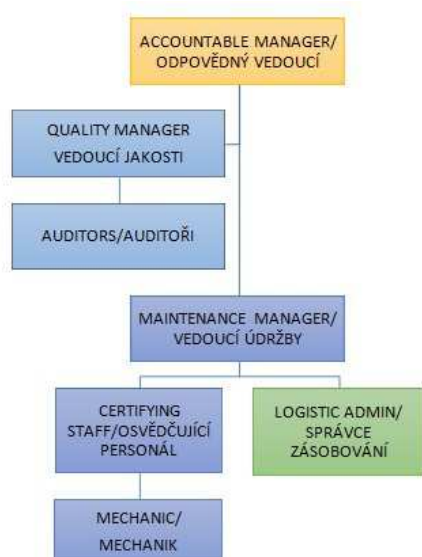 ACCOUNTABLE MANAGER/
ODPOVĚDNÝ VEDOUCÍ
QUALITY MANAGER
VEDOUCÍ JAKOSTI
AUDITORS/AUDITOŘI
MAINTENANCE MANAGER/
VEDOUCÍ ÚDRŽBY
CERTIFYING
STAFF/OSVĚDČUJÍCÍ
PERSONÁL
LOGISTIC ADMIN/
SPRÁVCE
ZÁSOBOVÁNÍ
MECHANIC/
MECHANIK